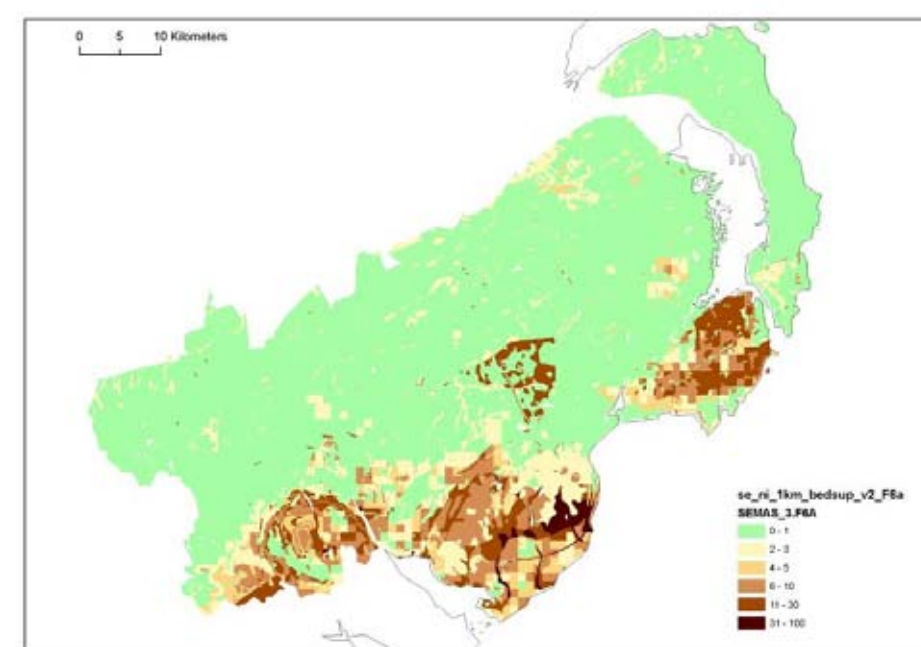 0 5 10 Kilometers
se_ni_1km_bedsup_v2_F6a
SEMAS_3.F6A
0 - 1
2 - 3
4 - 5
6 - 10
11 - 30
31 - 100